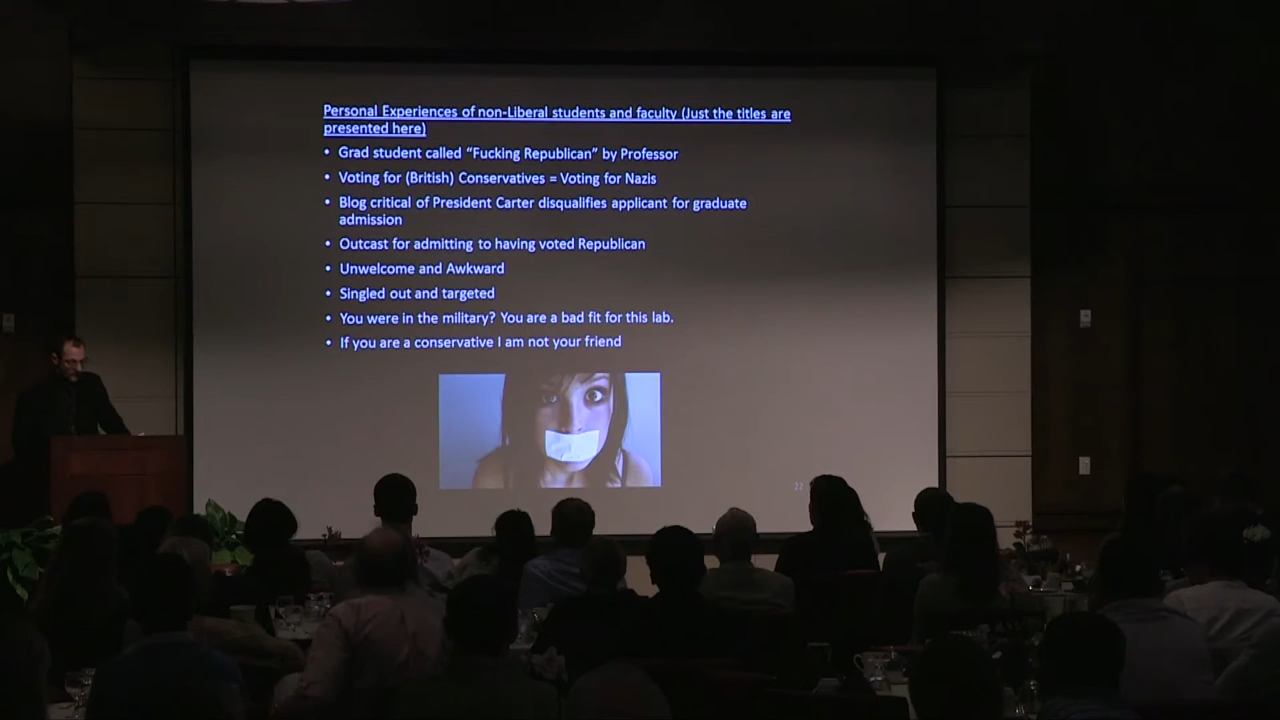 Personal Experiences of non-Liberal students and faculty (Just the titles are
presented here)
• Grad student called “Fucking Republican” by Professor
• Voting for (British) Conservatives = Voting for Nazis
• Blog critical of President Carter disqualifies applicant for graduate
admission
• Outcast for admitting to having voted Republican
• Unwelcome and Awkward
• Singled out and targeted
• You were in the military? You are a bad fit for this lab.
• If you are a conservative I am not your friend
22